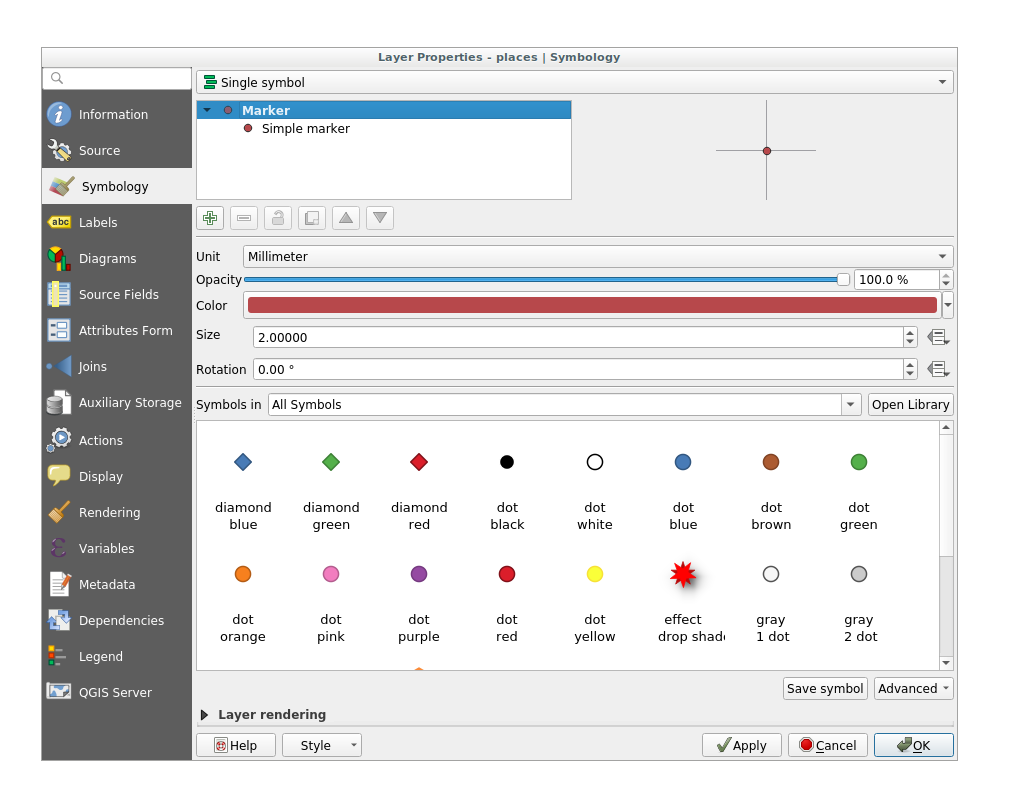 Layer Properties - places | Symbology
Single symbol
Information
Source
Symbology
abc Labels
Diagrams
Source Fields
Attributes Form
Joins
Auxiliary Storage
Actions
Display
Rendering
Variables
Metadata
Dependencies
Legend
QGIS Server
Marker
Simple marker
Unit Millimeter
Opacity 100.0 %
Color
Size 2.00000
Rotation 0.00 °
Symbols in All Symbols Open Library
diamond diamond diamond dot dot dot dot dot
blue green red black white blue brown green
dot dot dot dot dot effect gray gray
orange pink purple red yellow drop shad 1 dot 2 dot
Save symbol Advanced
Layer rendering
Help Style Apply Cancel OK